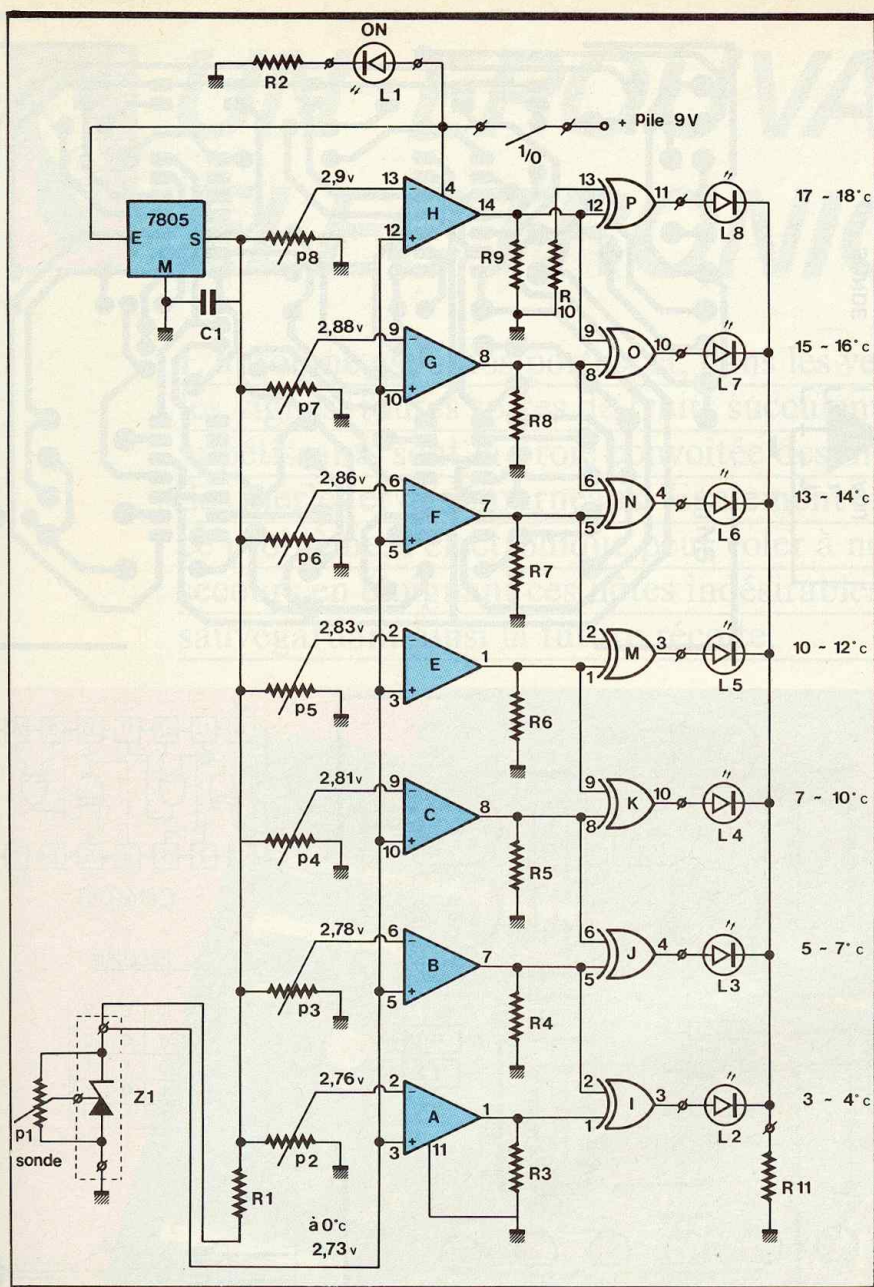 ON
R2
L1
+ pile 9V
1/0
7805
E
S
M
C1
2,9v
13
4
H
12
14
p8
R9
R
10
13
12
P
11
L8
17 ~ 18°c
2,88v
9
G
10
8
p7
R8
9
8
O
10
L7
15 ~ 16°c
2,86v
6
F
5
7
p6
R7
6
5
N
4
L6
13 ~ 14°c
2,83v
2
E
3
1
p5
R6
2
1
M
3
L5
10 ~ 12°c
2,81v
9
C
10
8
p4
R5
9
8
K
10
L4
7 ~ 10°c
2,78v
6
B
5
7
p3
R4
6
5
J
4
L3
5 ~ 7°c
2,76v
2
A
3
11
1
p2
R3
2
1
I
3
L2
3 ~ 4°c
Z1
p1
sonde
R1
R11
à 0°c
2,73v